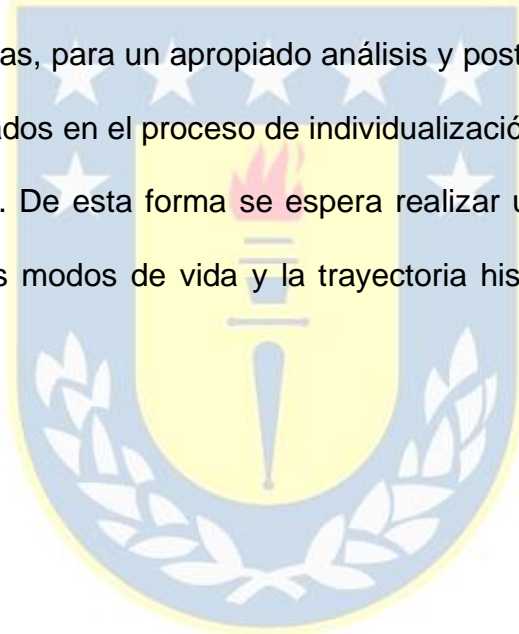 as, para un apropiado análisis y post
ados en el proceso de individualizació
. De esta forma se espera realizar u
s modos de vida y la trayectoria his